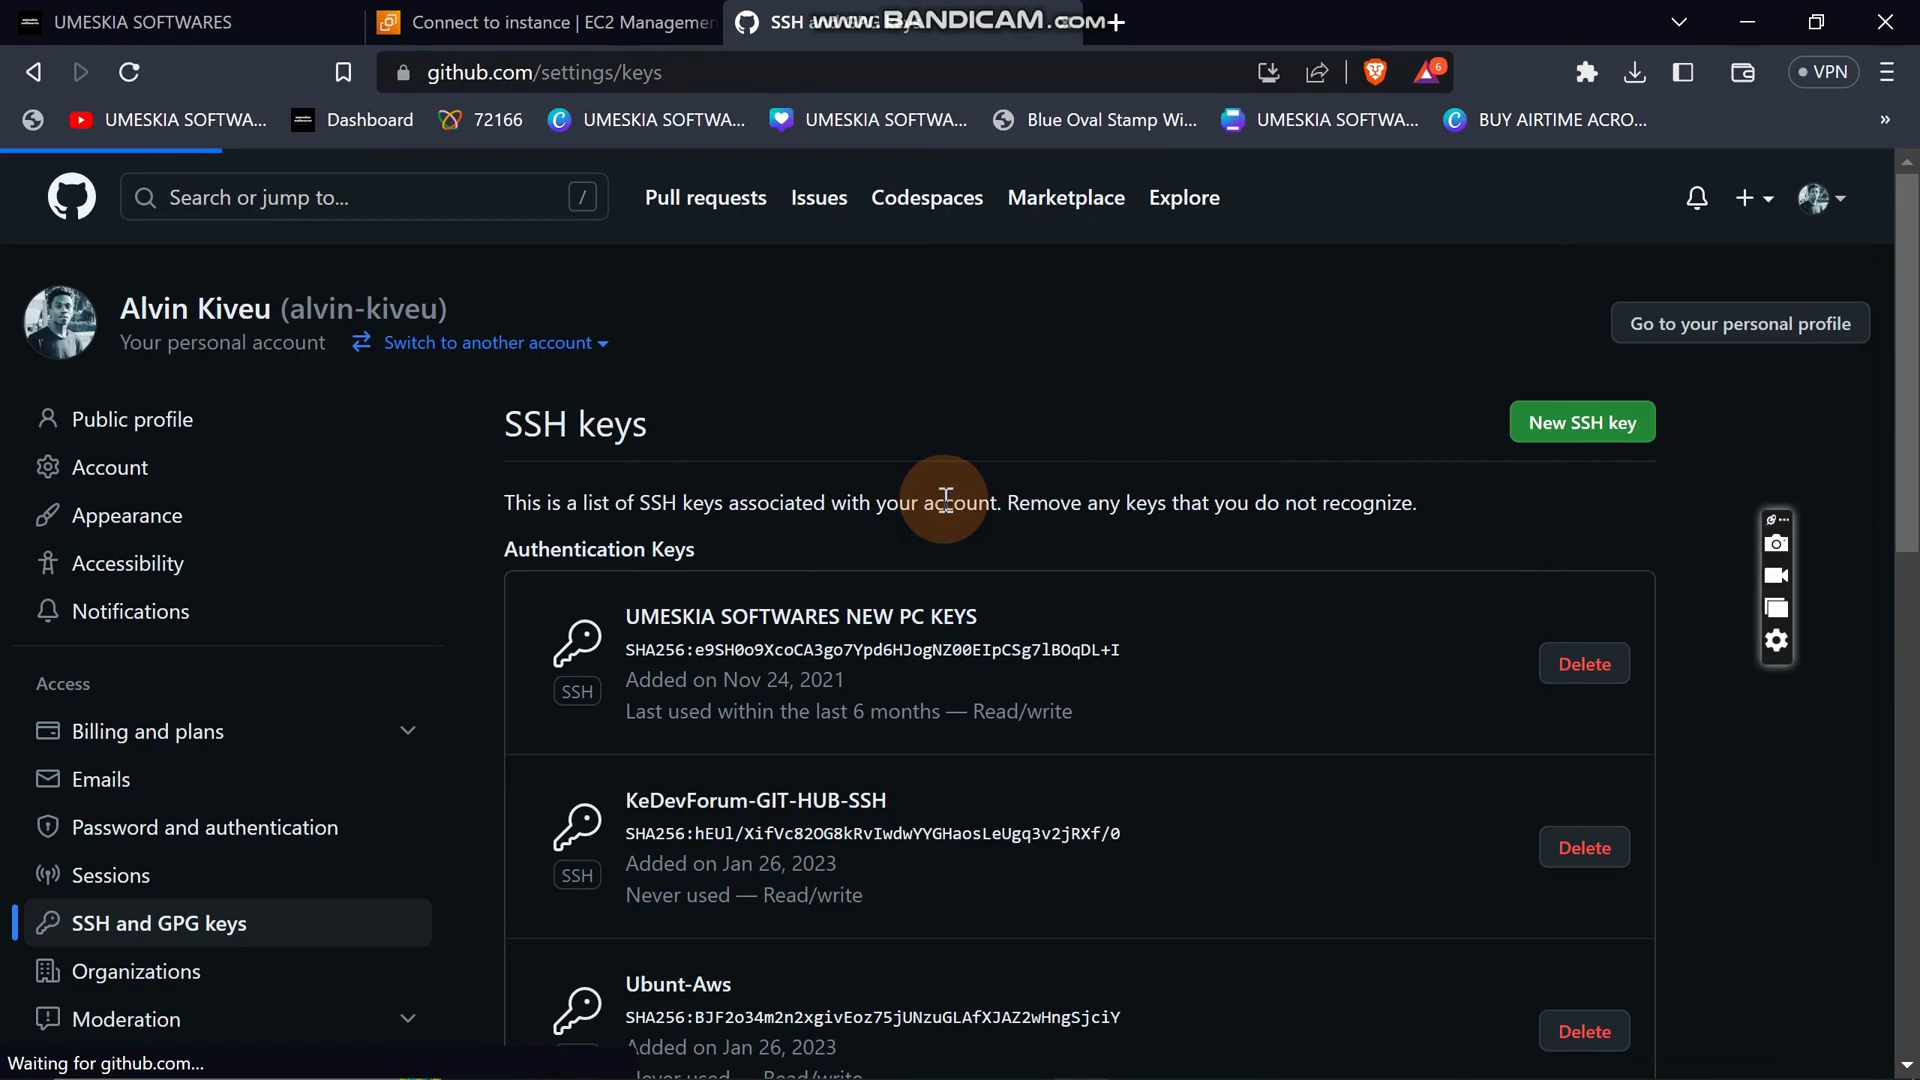 UMESKIA SOFTWARES
Connect to instance | EC2 Managemen
SSH and
www.BANDICAM.com
github.com/settings/keys
6
VPN
UMESKIA SOFTWA...
Dashboard
72166
UMESKIA SOFTWA...
UMESKIA SOFTWA...
Blue Oval Stamp Wi...
UMESKIA SOFTWA...
BUY AIRTIME ACRO...
»
Search or jump to...
/
Pull requests
Issues
Codespaces
Marketplace
Explore
Alvin Kiveu (alvin-kiveu)
Your personal account
Switch to another account
Go to your personal profile
Public profile
Account
Appearance
Accessibility
Notifications
Access
Billing and plans
Emails
Password and authentication
Sessions
SSH and GPG keys
Organizations
Moderation
SSH keys
New SSH key
This is a list of SSH keys associated with your account. Remove any keys that you do not recognize.
Authentication Keys
UMESKIA SOFTWARES NEW PC KEYS
SHA256:e9SH0o9XcoCA3go7Ypd6HJogNZ00EIpCSg7lBOqDL+I
Added on Nov 24, 2021
Last used within the last 6 months — Read/write
SSH
Delete
KeDevForum-GIT-HUB-SSH
SHA256:hEUl/XifVc82OG8kRvIwdwYYGHaosLeUgq3v2jRXf/0
Added on Jan 26, 2023
Never used — Read/write
SSH
Delete
Ubunt-Aws
SHA256:BJF2o34m2n2xgivEoz75jUNzuGLAfXJAZ2wHngSjciY
Added on Jan 26, 2023
Never used — Read/write
Delete
Waiting for github.com...